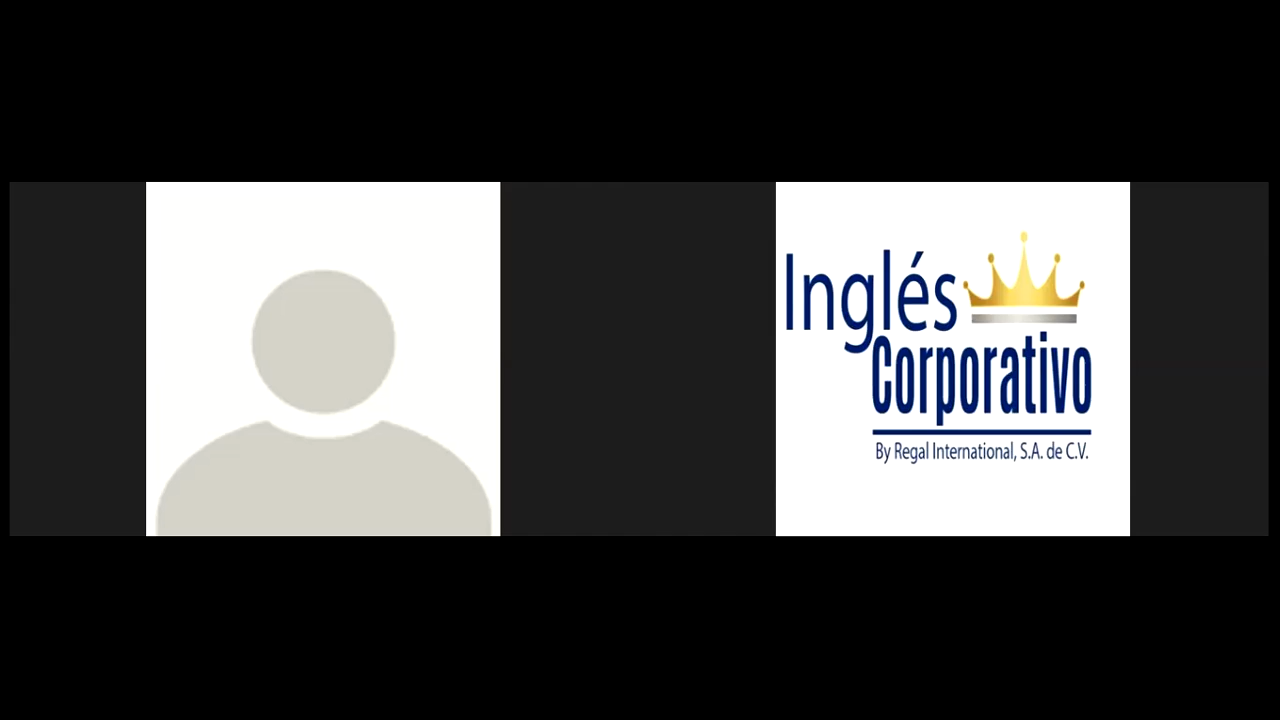 Inglés
Corporativo
By Regal International, S.A. de C.V.